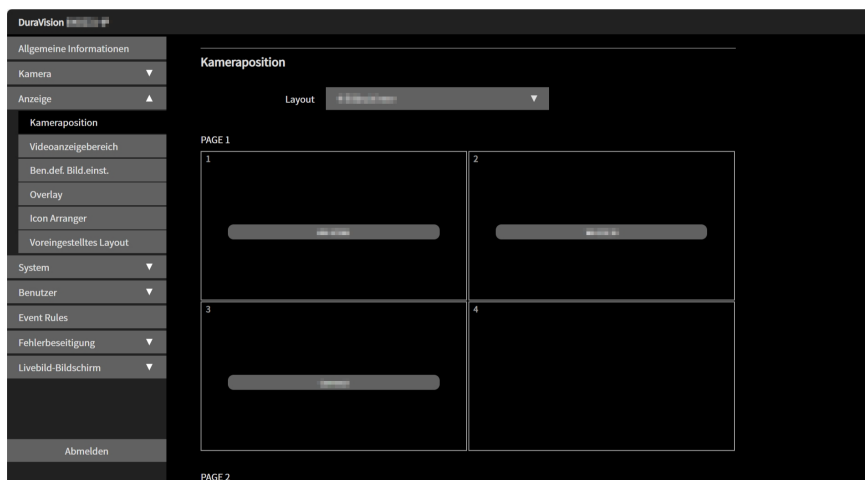 DuraVision
Allgemeine Informationen
Kamera
Anzeige
Kameraposition
Videoanzeigebereich
Ben.def. Bild.einst.
Overlay
Icon Arranger
Voreingestelltes Layout
System
Benutzer
Event Rules
Fehlerbeseitigung
Livebild-Bildschirm
Abmelden
Kameraposition
Layout
PAGE 1
1
2
3
4
PAGE 2